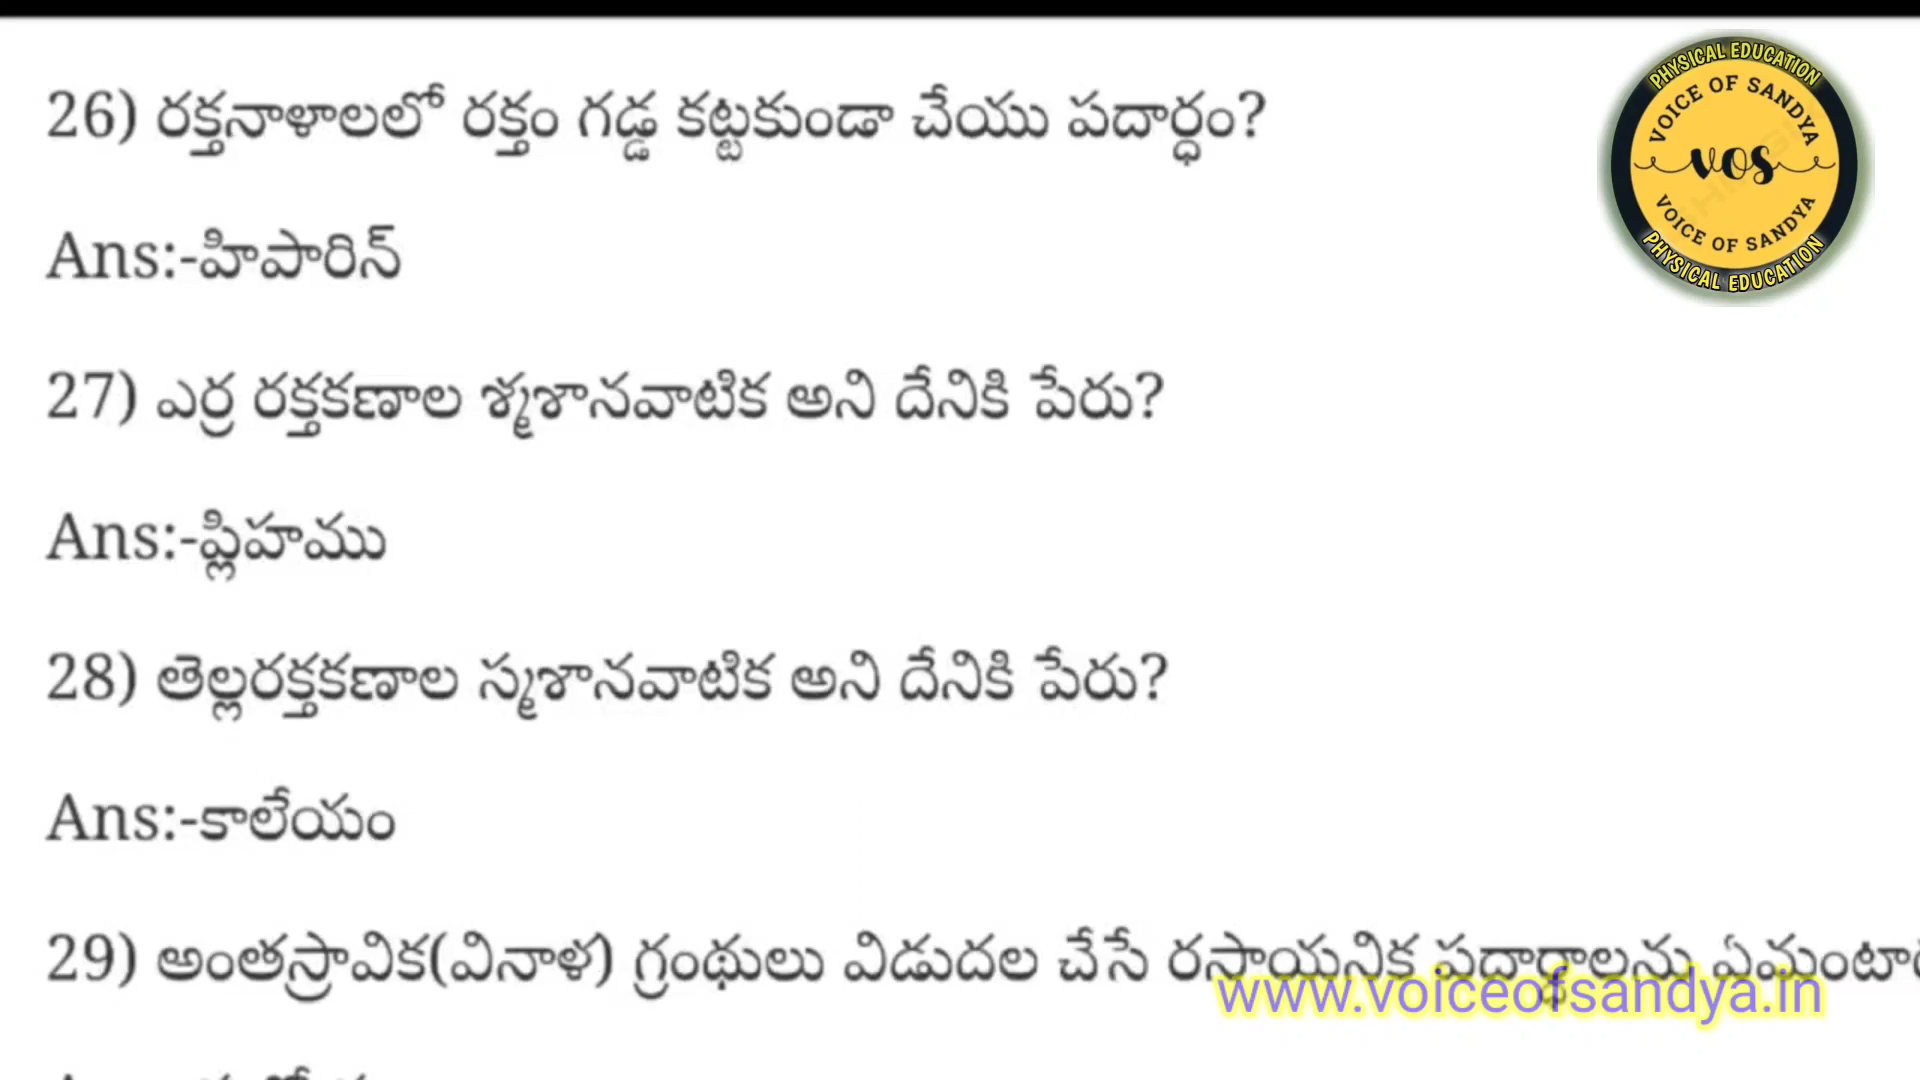 PHYSICAL EDUCATION
VOICE OF SANDYA
vos
VOICE OF SANDYA
PHYSICAL EDUCATION
26) రక్తనాళాలలో రక్తం గడ్డ కట్టకుండా చేయు పదార్ధం?
Ans:-హిపారిన్
27) ఎర్ర రక్తకణాల శ్మశానవాటిక అని దేనికి పేరు?
Ans:-ప్లిహము
28) తెల్లరక్తకణాల స్మశానవాటిక అని దేనికి పేరు?
Ans:-కాలేయం
29) అంతస్రావిక(వినాళ) గ్రంథులు విడుదల చేసే రసాయనిక పదార్ధాలను
www.voiceofsandya.in